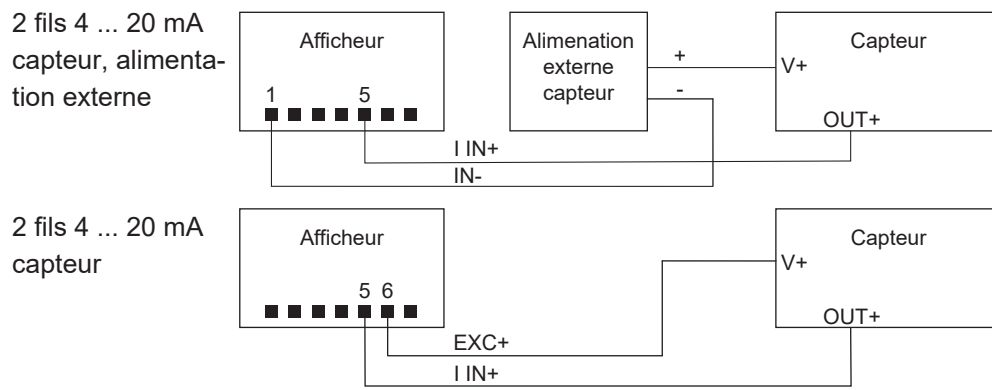 2 fils 4 ... 20 mA
capteur, alimenta-
tion externe
Afficheur
1 5
Alimenation
externe
capteur
+
-
Capteur
V+
OUT+
I IN+
IN-
2 fils 4 ... 20 mA
capteur
Afficheur
5 6
Capteur
V+
OUT+
EXC+
I IN+